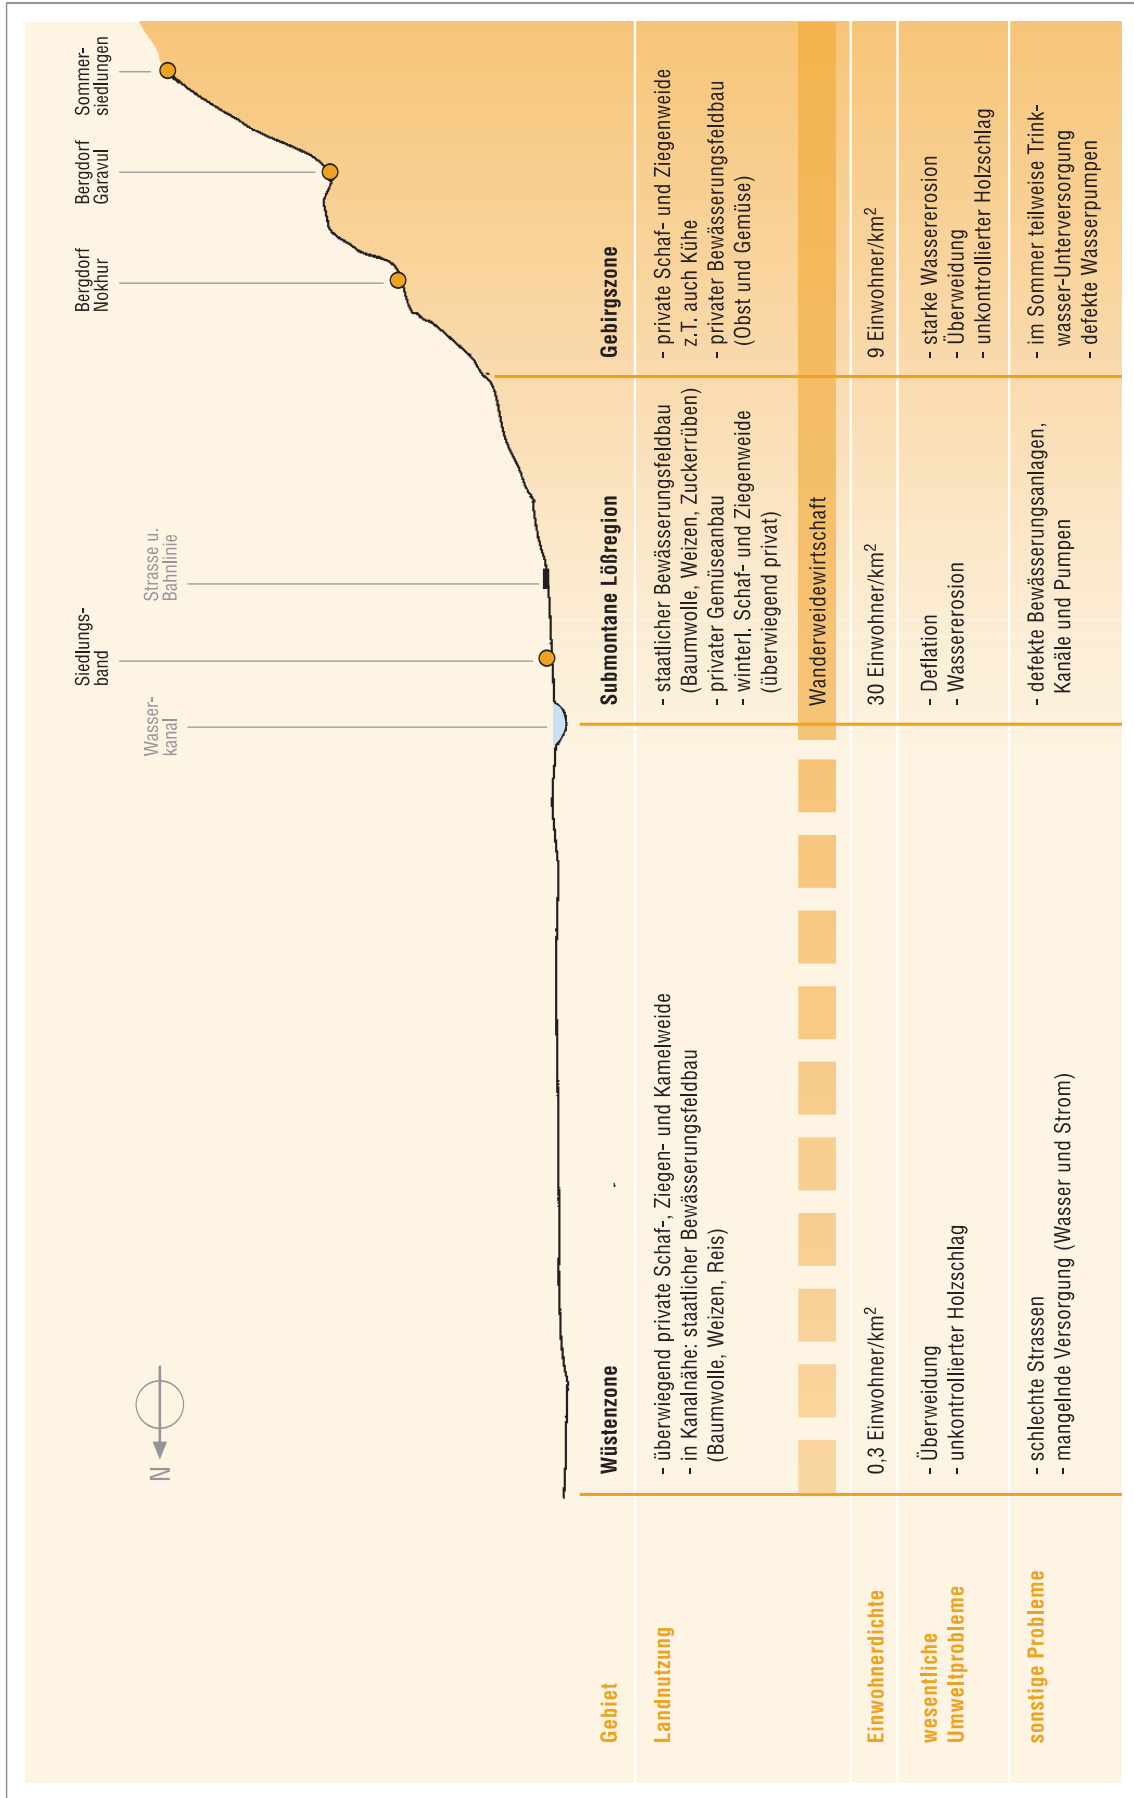 Wasser-
kanal
Siedlungs-
band
Strasse u.
Bahnlinie
Bergdorf
Nokhur
Bergdorf
Garavul
Sommer-
siedlungen
N
Gebiet
Wüstenzone
Submontane Lößregion
Gebirgszone
Landnutzung
- überwiegend private Schaf-, Ziegen- und Kamelweide
- in Kanalnähe: staatlicher Bewässerungsfeldbau
(Baumwolle, Weizen, Reis)
- staatlicher Bewässerungsfeldbau
(Baumwolle, Weizen, Zuckerrüben)
- privater Gemüseanbau
- winterl. Schaf- und Ziegenweide
(überwiegend privat)
- private Schaf- und Ziegenweide
z.T. auch Kühe
- privater Bewässerungsfeldbau
(Obst und Gemüse)
Wanderweidewirtschaft
Einwohnerdichte
0,3 Einwohner/km²
30 Einwohner/km²
9 Einwohner/km²
wesentliche
Umweltprobleme
- Überweidung
- unkontrollierter Holzschlag
- Deflation
- Wassererosion
- starke Wassererosion
- Überweidung
- unkontrollierter Holzschlag
sonstige Probleme
- schlechte Strassen
- mangelnde Versorgung (Wasser und Strom)
- defekte Bewässerungsanlagen,
Kanäle und Pumpen
- im Sommer teilweise Trink-
wasser-Unterversorgung
- defekte Wasserpumpen